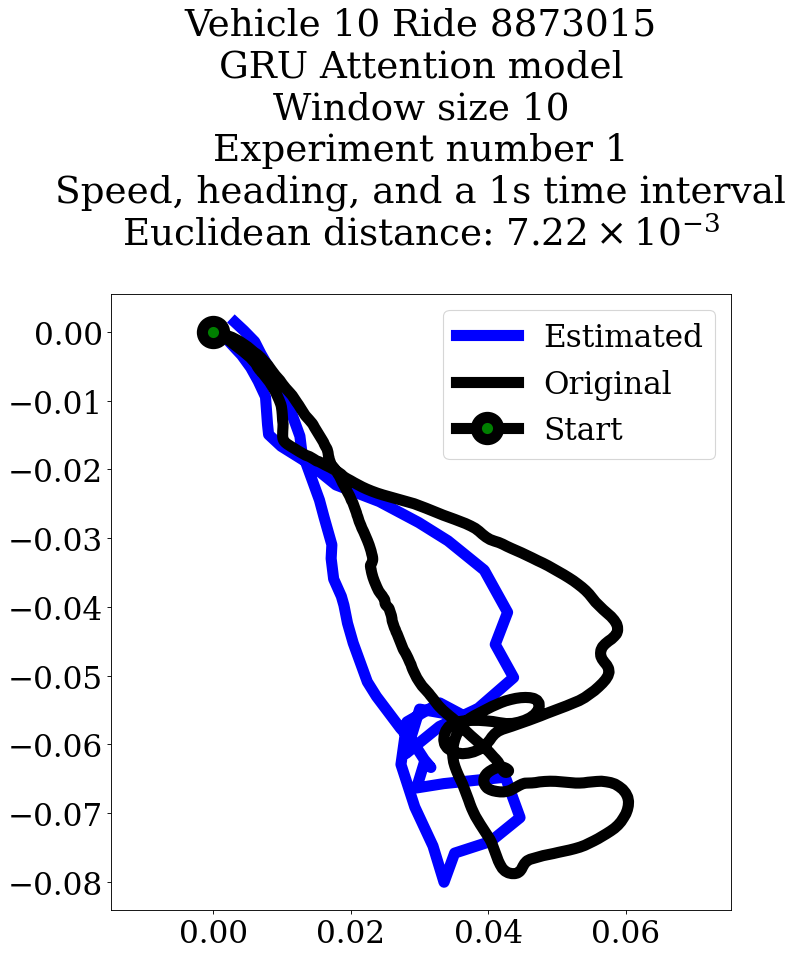 Vehicle 10 Ride 8873015
GRU Attention model
Window size 10
Experiment number 1
Speed, heading, and a 1s time interval
Euclidean distance: 7.22 × 10⁻³
Estimated
Original
Start
0.00
−0.01
−0.02
−0.03
−0.04
−0.05
−0.06
−0.07
−0.08
0.00 0.02 0.04 0.06